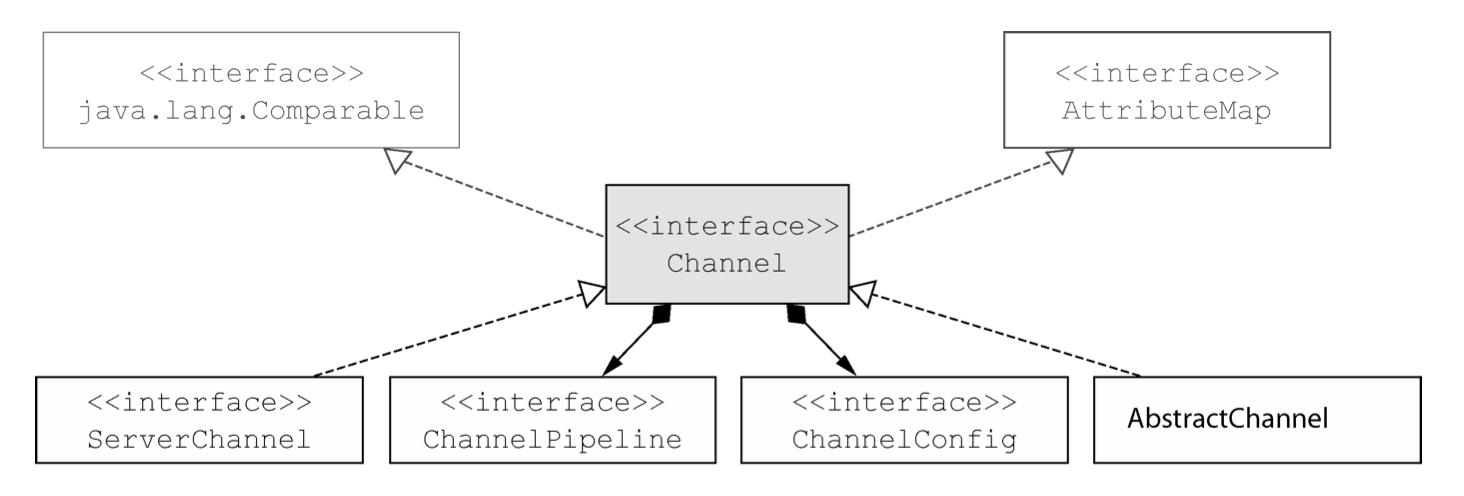 <<interface>>
java.lang.Comparable
<<interface>>
AttributeMap
<<interface>>
Channel
<<interface>>
ServerChannel
<<interface>>
ChannelPipeline
<<interface>>
ChannelConfig
AbstractChannel